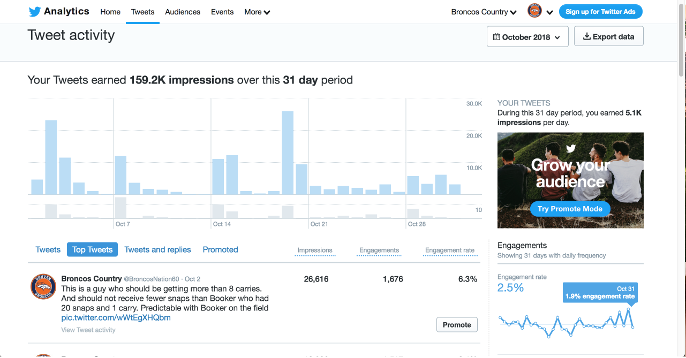 Analytics Home Tweets Audiences Events More Broncos Country Sign up for Twitter Ads
Tweet activity October 2018 Export data
Your Tweets earned 159.2K impressions over this 31 day period
30.0K
20.0K
10.0K
10
Oct 7 Oct 14 Oct 21 Oct 28
YOUR TWEETS
During this 31 day period, you earned 5.1K
impressions per day.
Grow your
audience
Try Promote Mode
Tweets Top Tweets Tweets and replies Promoted Impressions Engagements Engagement rate
Broncos Country @BroncosNation60 · Oct 2 26,616 1,676 6.3%
This is a guy who should be getting more than 8 carries.
And should not receive fewer snaps than Booker who had
20 snaps and 1 carry. Predictable with Booker on the field
pic.twitter.com/wWtEgXHQbm
View Tweet activity
Promote
Engagements
Showing 31 days with daily frequency
Engagement rate
2.5%
Oct 31
1.9% engagement rate